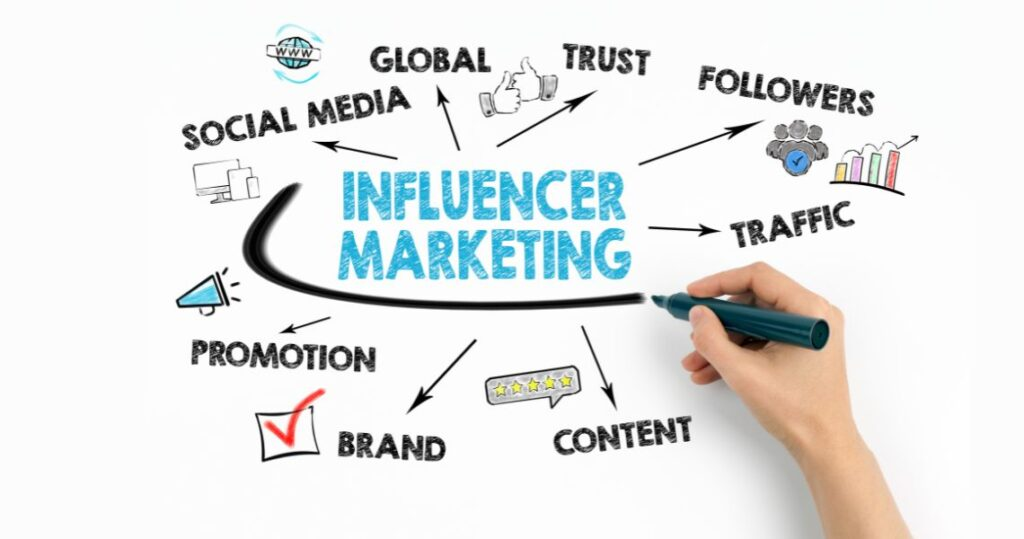 WWW
GLOBAL
TRUST
FOLLOWERS
SOCIAL MEDIA
INFLUENCER
MARKETING
TRAFFIC
PROMOTION
BRAND
CONTENT